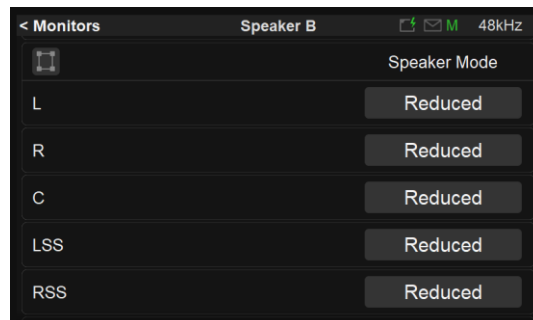 < Monitors Speaker B M 48kHz
Speaker Mode
L Reduced
R Reduced
C Reduced
LSS Reduced
RSS Reduced